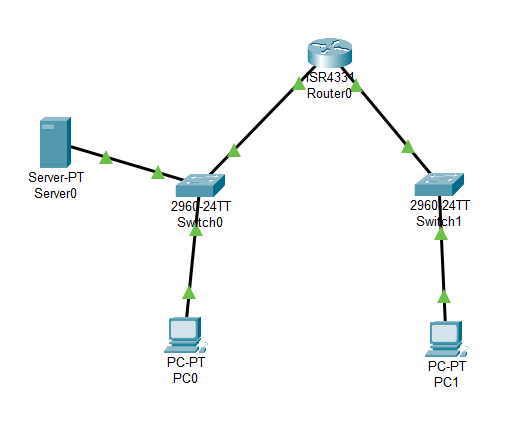 ISR4331
Router0
Server-PT
Server0
2960-24TT
Switch0
2960-24TT
Switch1
PC-PT
PC0
PC-PT
PC1